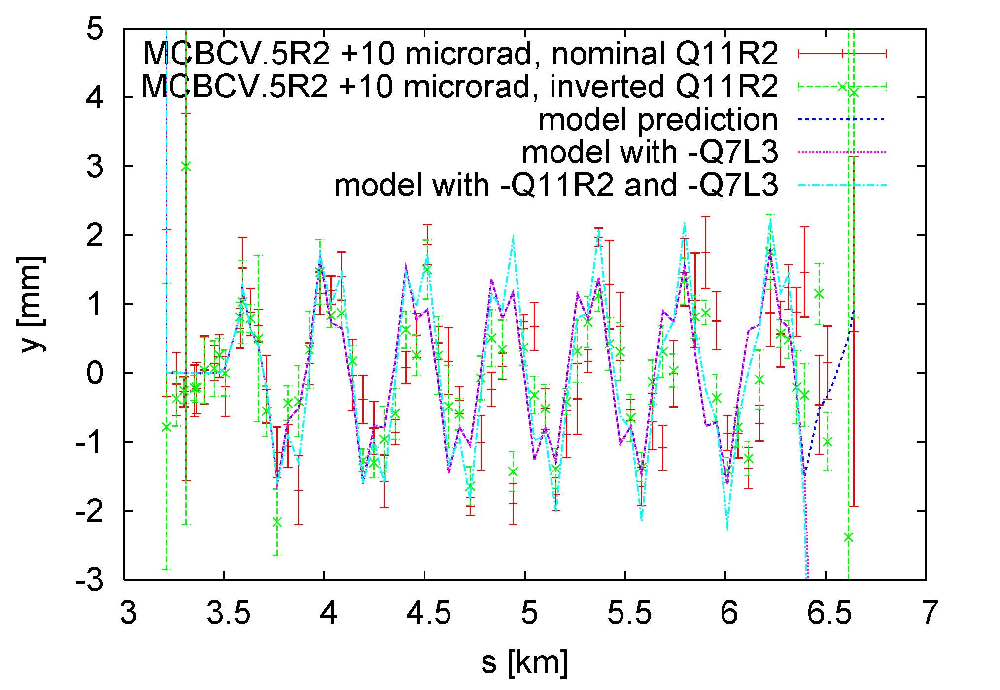 5
MCBCV.5R2 +10 microrad, nominal Q11R2
MCBCV.5R2 +10 microrad, inverted Q11R2
4
model prediction
model with -Q7L3
3
model with -Q11R2 and -Q7L3
2
1
0
-1
-2
-3
y [mm]
3 3.5 4 4.5 5 5.5 6 6.5 7
s [km]